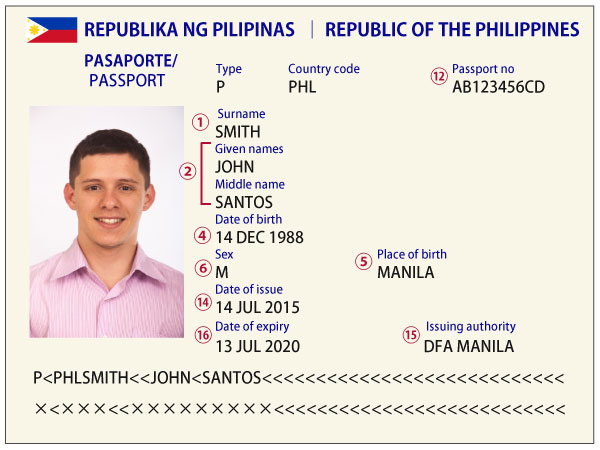 REPUBLIKA NG PILIPINAS | REPUBLIC OF THE PHILIPPINES
PASAPORTE/
PASSPORT
Type
P
Country code
PHL
⑫ Passport no
AB123456CD
① Surname
SMITH
② Given names
JOHN
Middle name
SANTOS
Date of birth
④ 14 DEC 1988
Sex
⑥ M
⑤ Place of birth
MANILA
Date of issue
⑭ 14 JUL 2015
Date of expiry
⑯ 13 JUL 2020
⑮ Issuing authority
DFA MANILA
P<PHLSMITH<<JOHN<SANTOS<<<<<<<<<<<<<<<<<<<<<<<<<<<<
×<×××<<×××××××××<<<<<<<<<<<<<<<<<<<<<<<<<<<